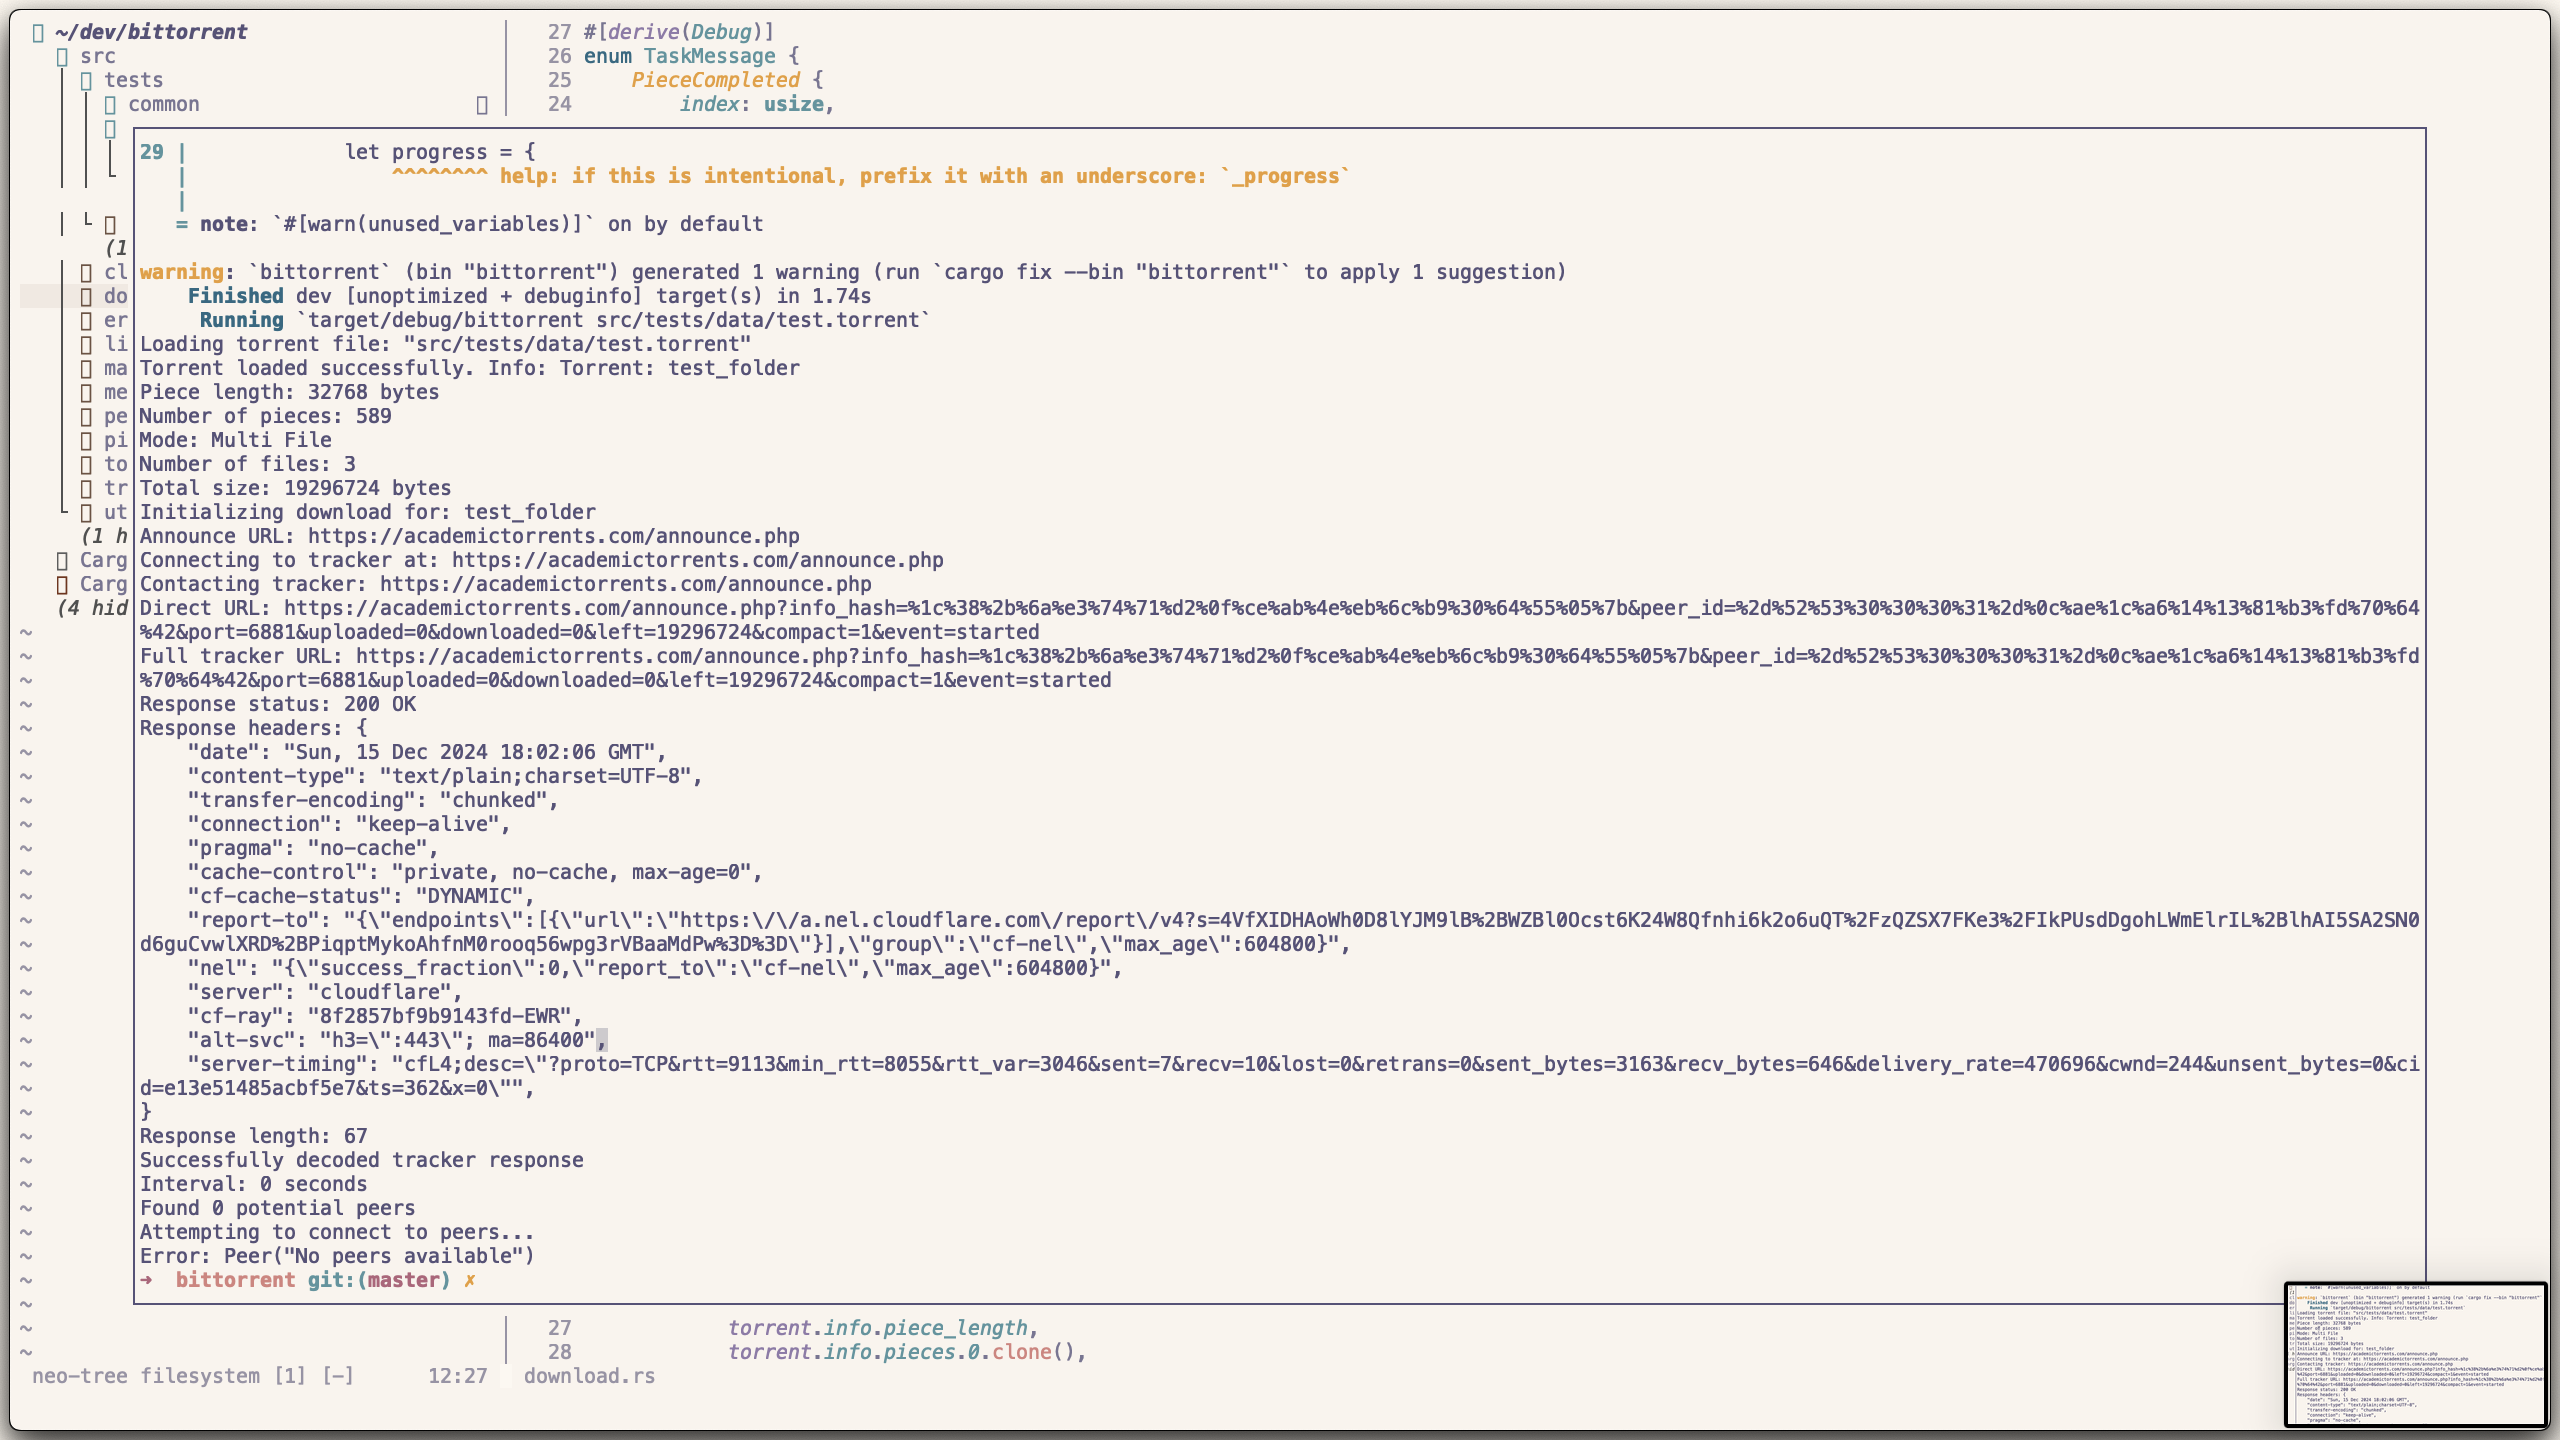 ~/dev/bittorrent
src
tests
common
27 #[derive(Debug)]
26 enum TaskMessage {
25     PieceCompleted {
24         index: usize,
29 |             let progress = {
   |                 ^^^^^^^^ help: if this is intentional, prefix it with an underscore: `_progress`
   |
   = note: `#[warn(unused_variables)]` on by default
(1
cl warning: `bittorrent` (bin "bittorrent") generated 1 warning (run `cargo fix --bin "bittorrent"` to apply 1 suggestion)
do     Finished dev [unoptimized + debuginfo] target(s) in 1.74s
er      Running `target/debug/bittorrent src/tests/data/test.torrent`
li Loading torrent file: "src/tests/data/test.torrent"
ma Torrent loaded successfully. Info: Torrent: test_folder
me Piece length: 32768 bytes
pe Number of pieces: 589
pi Mode: Multi File
to Number of files: 3
tr Total size: 19296724 bytes
ut Initializing download for: test_folder
(1 h Announce URL: https://academictorrents.com/announce.php
Carg Connecting to tracker at: https://academictorrents.com/announce.php
Carg Contacting tracker: https://academictorrents.com/announce.php
(4 hid Direct URL: https://academictorrents.com/announce.php?info_hash=%1c%38%2b%6a%e3%74%71%d2%0f%ce%ab%4e%eb%6c%b9%30%64%55%05%7b&peer_id=%2d%52%53%30%30%30%31%2d%0c%ae%1c%a6%14%13%81%b3%fd%70%64
~ %42&port=6881&uploaded=0&downloaded=0&left=19296724&compact=1&event=started
~ Full tracker URL: https://academictorrents.com/announce.php?info_hash=%1c%38%2b%6a%e3%74%71%d2%0f%ce%ab%4e%eb%6c%b9%30%64%55%05%7b&peer_id=%2d%52%53%30%30%30%31%2d%0c%ae%1c%a6%14%13%81%b3%fd
~ %70%64%42&port=6881&uploaded=0&downloaded=0&left=19296724&compact=1&event=started
~ Response status: 200 OK
~ Response headers: {
~     "date": "Sun, 15 Dec 2024 18:02:06 GMT",
~     "content-type": "text/plain;charset=UTF-8",
~     "transfer-encoding": "chunked",
~     "connection": "keep-alive",
~     "pragma": "no-cache",
~     "cache-control": "private, no-cache, max-age=0",
~     "cf-cache-status": "DYNAMIC",
~     "report-to": "{\"endpoints\":[{\"url\":\"https:\/\/a.nel.cloudflare.com\/report\/v4?s=4VfXIDHAoWh0D8lYJM9lB%2BWZBl0Ocst6K24W8Qfnhi6k2o6uQT%2FzQZSX7FKe3%2FIkPUsdDgohLWmElrIL%2BlhAI5SA2SN0
~ d6guCvwlXRD%2BPiqptMykoAhfnM0rooq56wpg3rVBaaMdPw%3D%3D\"}],\"group\":\"cf-nel\",\"max_age\":604800}",
~     "nel": "{\"success_fraction\":0,\"report_to\":\"cf-nel\",\"max_age\":604800}",
~     "server": "cloudflare",
~     "cf-ray": "8f2857bf9b9143fd-EWR",
~     "alt-svc": "h3=\":443\"; ma=86400",
~     "server-timing": "cfL4;desc=\"?proto=TCP&rtt=9113&min_rtt=8055&rtt_var=3046&sent=7&recv=10&lost=0&retrans=0&sent_bytes=3163&recv_bytes=646&delivery_rate=470696&cwnd=244&unsent_bytes=0&ci
~ d=e13e51485acbf5e7&ts=362&x=0\"",
~ }
~ Response length: 67
~ Successfully decoded tracker response
~ Interval: 0 seconds
~ Found 0 potential peers
~ Attempting to connect to peers...
~ Error: Peer("No peers available")
~ ➜  bittorrent git:(master) ✗
~
~ 27             torrent.info.piece_length,
~ 28             torrent.info.pieces.0.clone(),
neo-tree filesystem [1] [-]      12:27  download.rs